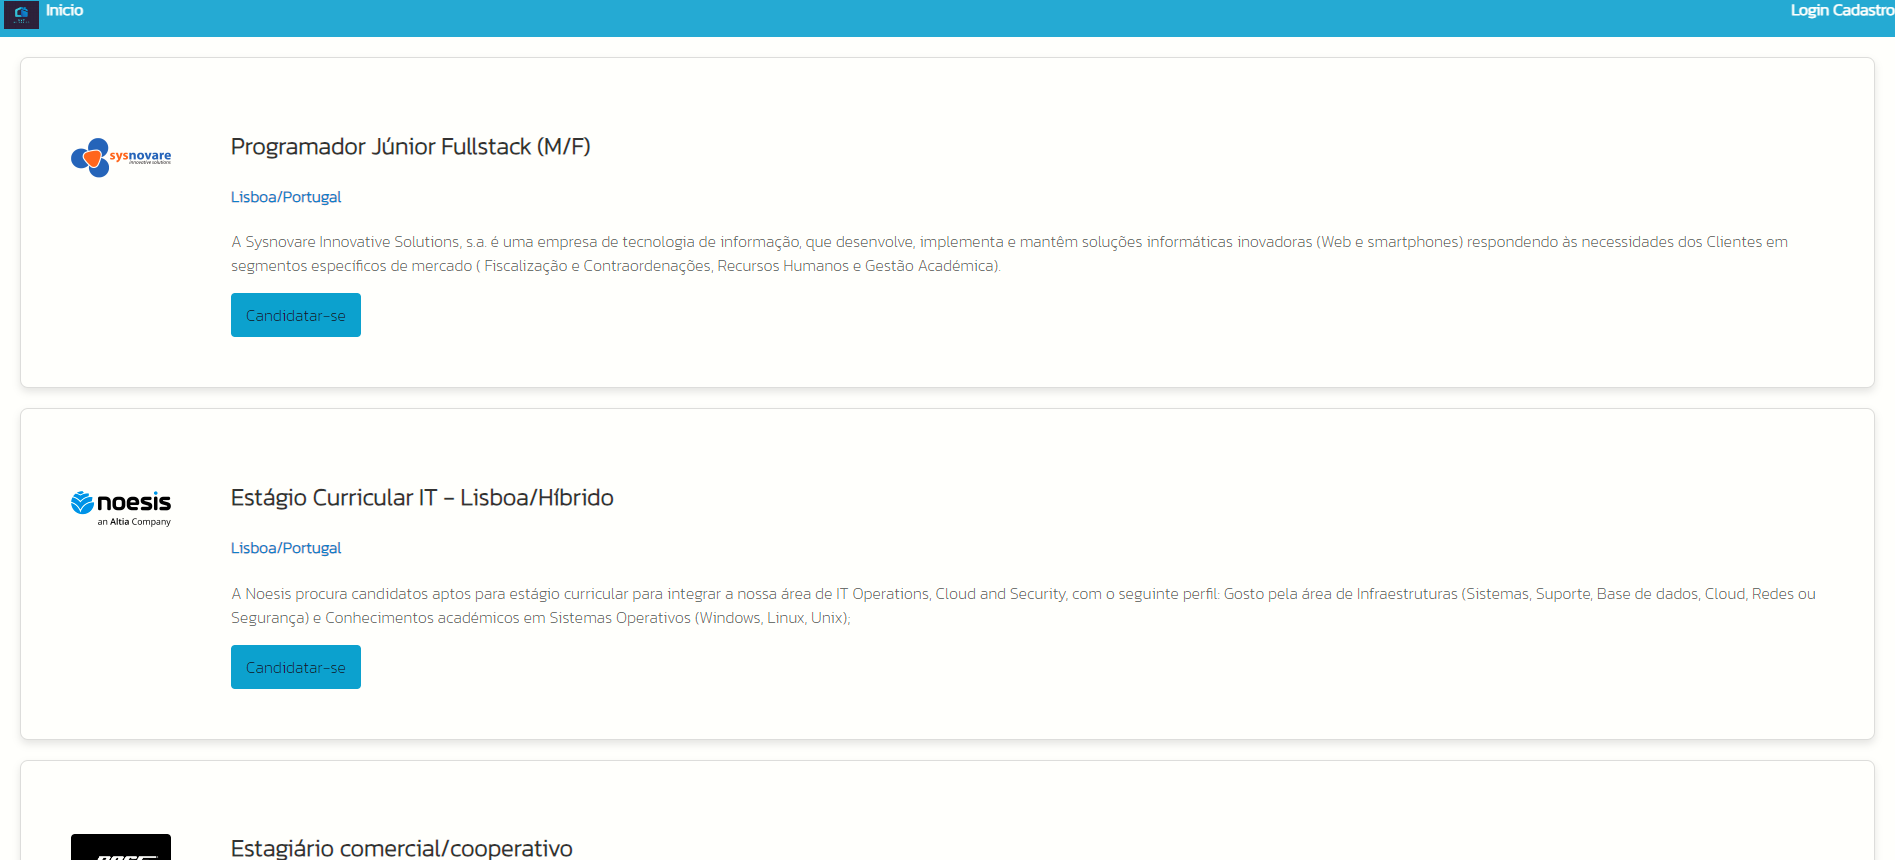 Início
Login Cadastro
sysnovare
innovative solutions
Programador Júnior Fullstack (M/F)
Lisboa/Portugal
A Sysnovare Innovative Solutions, s.a. é uma empresa de tecnologia de informação, que desenvolve, implementa e mantêm soluções informáticas inovadoras (Web e smartphones) respondendo às necessidades dos Clientes em
segmentos específicos de mercado ( Fiscalização e Contraordenações, Recursos Humanos e Gestão Académica).
Candidatar-se
noesis
an Altia Company
Estágio Curricular IT - Lisboa/Híbrido
Lisboa/Portugal
A Noesis procura candidatos aptos para estágio curricular para integrar a nossa área de IT Operations, Cloud and Security, com o seguinte perfil: Gosto pela área de Infraestruturas (Sistemas, Suporte, Base de dados, Cloud, Redes ou
Segurança) e Conhecimentos académicos em Sistemas Operativos (Windows, Linux, Unix);
Candidatar-se
Estagiário comercial/cooperativo